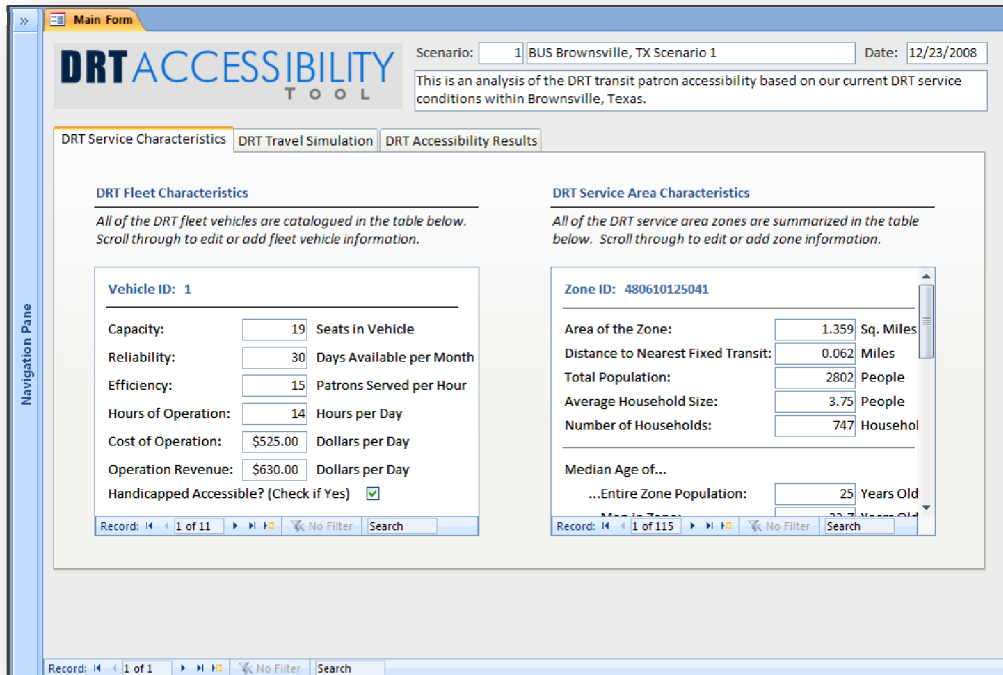 Main Form
DRT ACCESSIBILITY
TOOL
Scenario: 1 BUS Brownsville, TX Scenario 1 Date: 12/23/2008
This is an analysis of the DRT transit patron accessibility based on our current DRT service
conditions within Brownsville, Texas.
DRT Service Characteristics DRT Travel Simulation DRT Accessibility Results
Navigation Pane
DRT Fleet Characteristics
All of the DRT fleet vehicles are catalogued in the table below.
Scroll through to edit or add fleet vehicle information.
Vehicle ID: 1
Capacity: 19 Seats in Vehicle
Reliability: 30 Days Available per Month
Efficiency: 15 Patrons Served per Hour
Hours of Operation: 14 Hours per Day
Cost of Operation: $525.00 Dollars per Day
Operation Revenue: $630.00 Dollars per Day
Handicapped Accessible? (Check if Yes)
Record: 1 of 11 No Filter Search
DRT Service Area Characteristics
All of the DRT service area zones are summarized in the table
below. Scroll through to edit or add zone information.
Zone ID: 480610125041
Area of the Zone: 1.359 Sq. Miles
Distance to Nearest Fixed Transit: 0.062 Miles
Total Population: 2802 People
Average Household Size: 3.75 People
Number of Households: 747 Househol
Median Age of...
...Entire Zone Population: 25 Years Old
Record: 1 of 115 No Filter Search
Record: 1 of 1 No Filter Search